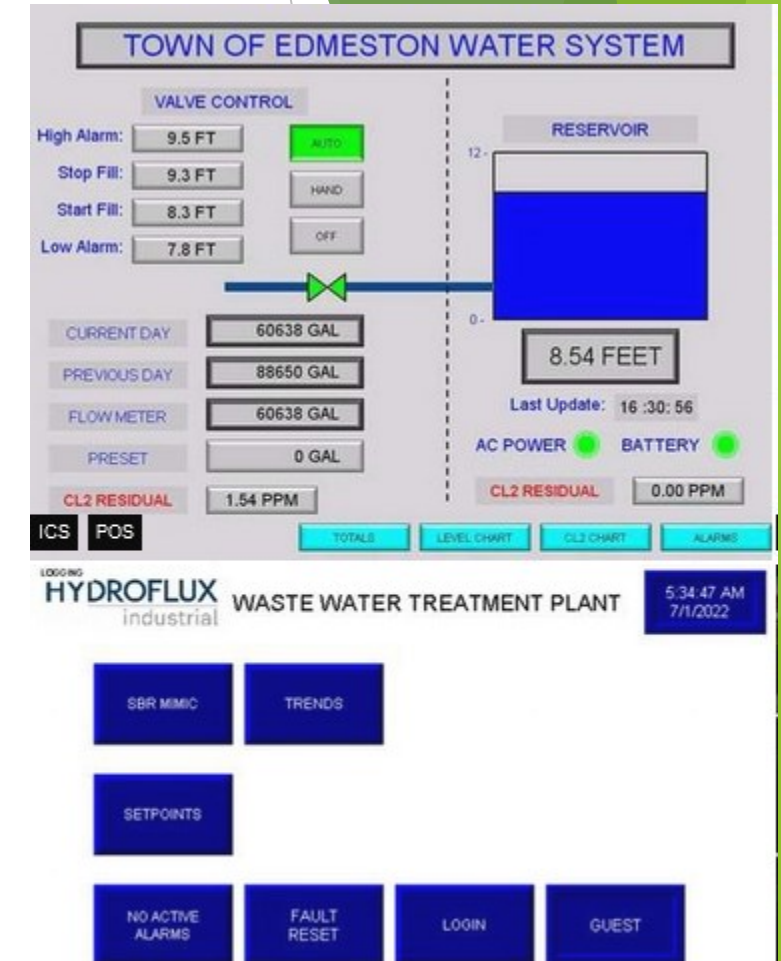 TOWN OF EDMESTON WATER SYSTEM
VALVE CONTROL
High Alarm: 9.5 FT
AUTO
Stop Fill: 9.3 FT
HAND
Start Fill: 8.3 FT
OFF
Low Alarm: 7.8 FT
RESERVOIR
12 -
0 -
8.54 FEET
Last Update: 16 :30: 56
AC POWER BATTERY
CL2 RESIDUAL 0.00 PPM
CURRENT DAY 60638 GAL
PREVIOUS DAY 88650 GAL
FLOW METER 60638 GAL
PRESET 0 GAL
CL2 RESIDUAL 1.54 PPM
ICS POS
TOTALS LEVEL CHART CL2 CHART ALARMS
LOGGING
HYDROFLUX
industrial
WASTE WATER TREATMENT PLANT
5:34:47 AM
7/1/2022
SBR MIMIC TRENDS
SETPOINTS
NO ACTIVE
ALARMS
FAULT
RESET
LOGIN
GUEST